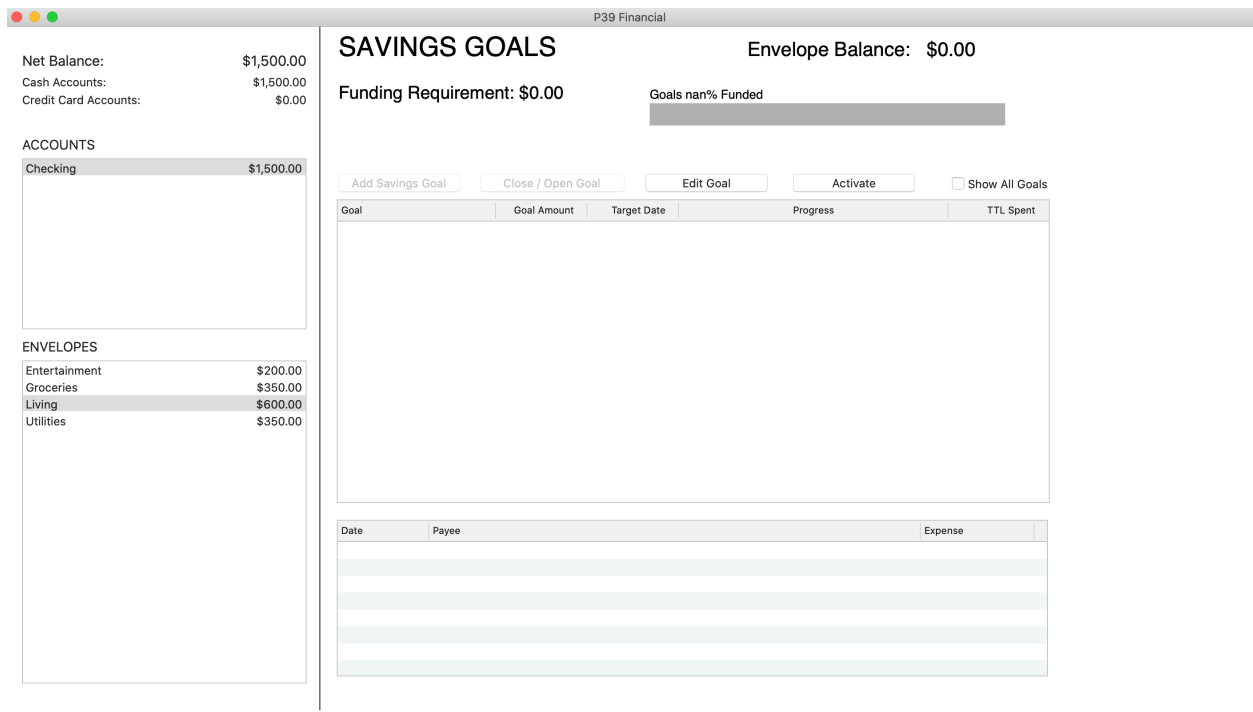 P39 Financial
Net Balance: $1,500.00
Cash Accounts: $1,500.00
Credit Card Accounts: $0.00
ACCOUNTS
Checking $1,500.00
ENVELOPES
Entertainment $200.00
Groceries $350.00
Living $600.00
Utilities $350.00
SAVINGS GOALS
Envelope Balance: $0.00
Funding Requirement: $0.00
Goals nan% Funded
Add Savings Goal Close / Open Goal Edit Goal Activate Show All Goals
Goal Goal Amount Target Date Progress TTL Spent
Date Payee Expense